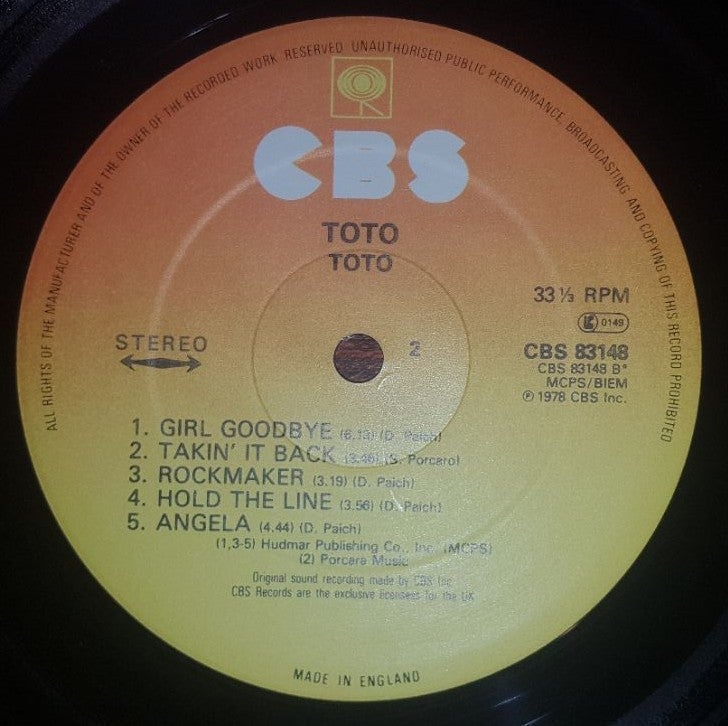 ALL RIGHTS OF THE MANUFACTURER AND OF THE OWNER OF THE RECORDED WORK RESERVED UNAUTHORISED PUBLIC PERFORMANCE, BROADCASTING AND COPYING OF THIS RECORD PROHIBITED
CBS
TOTO
TOTO
33⅓ RPM
LC 0149
STEREO
2
CBS 83148
CBS 83148 B*
MCPS/BIEM
℗ 1978 CBS Inc.
1. GIRL GOODBYE (6.13) (D. Paich)
2. TAKIN' IT BACK (3.46) (S. Porcaro)
3. ROCKMAKER (3.19) (D. Paich)
4. HOLD THE LINE (3.56) (D. Paich)
5. ANGELA (4.44) (D. Paich)
(1,3-5) Hudmar Publishing Co., Inc. (MCPS)
(2) Porcara Music
Original sound recording made by CBS Inc.
CBS Records are the exclusive licensees for the UK
MADE IN ENGLAND